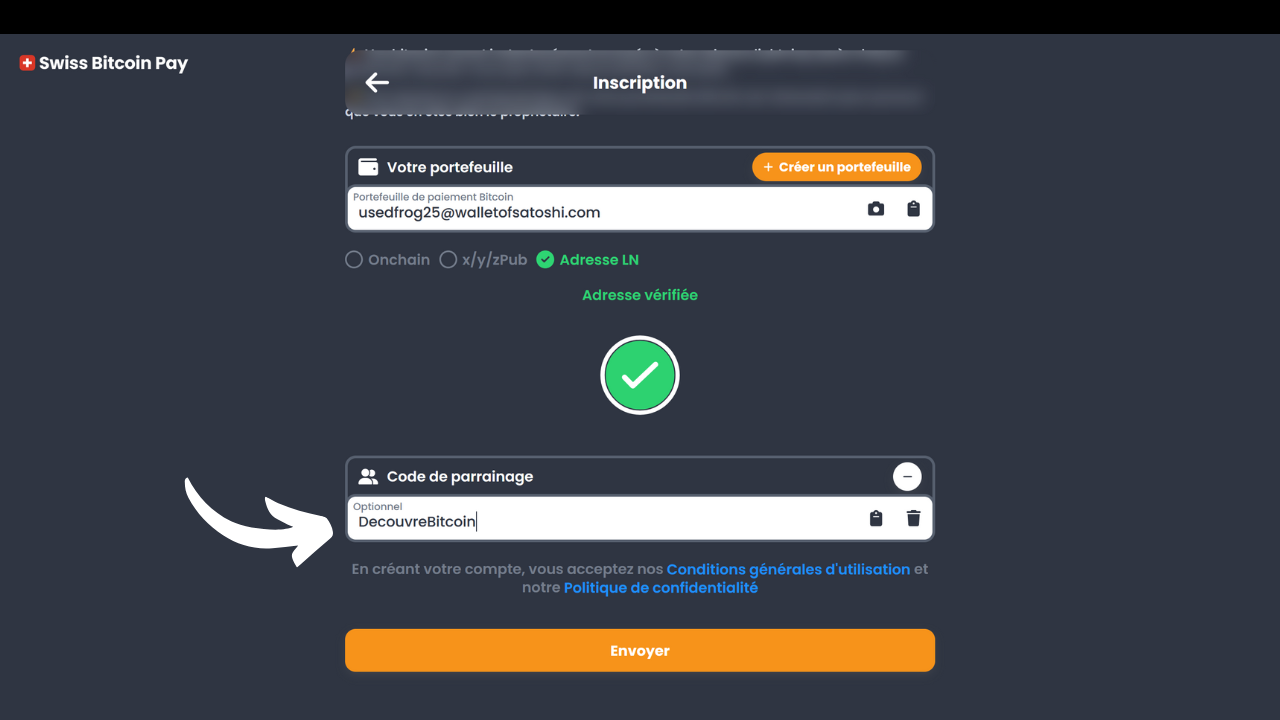 Swiss Bitcoin Pay
Inscription
que vous en êtes bien le propriétaire.
Votre portefeuille
+ Créer un portefeuille
Portefeuille de paiement Bitcoin
usedfrog25@walletofsatoshi.com
Onchain x/y/zPub Adresse LN
Adresse vérifiée
Code de parrainage
Optionnel
DecouvreBitcoin
En créant votre compte, vous acceptez nos Conditions générales d'utilisation et
notre Politique de confidentialité
Envoyer